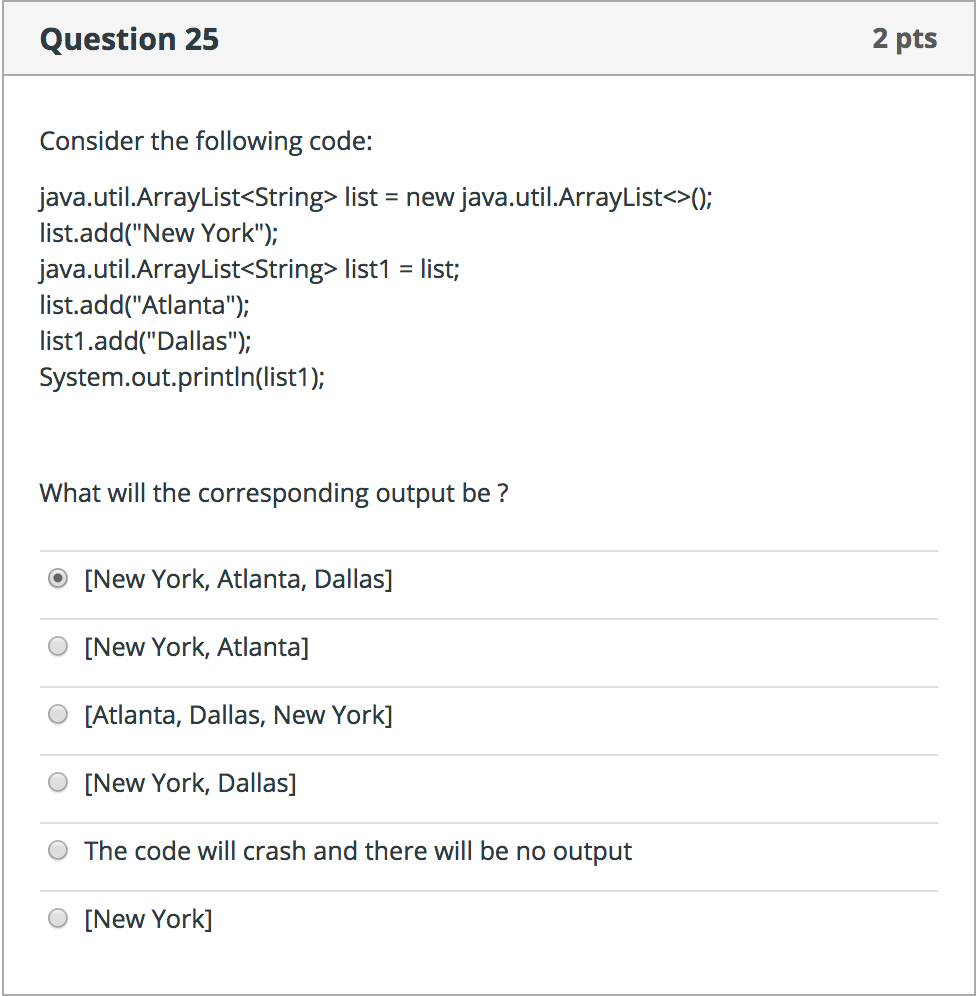 Question 25
2 pts
Consider the following code:
java.util.ArrayList<String> list = new java.util.ArrayList<>();
list.add("New York");
java.util.ArrayList<String> list1 = list;
list.add("Atlanta");
list1.add("Dallas");
System.out.println(list1);
What will the corresponding output be ?
[New York, Atlanta, Dallas]
[New York, Atlanta]
[Atlanta, Dallas, New York]
[New York, Dallas]
The code will crash and there will be no output
[New York]